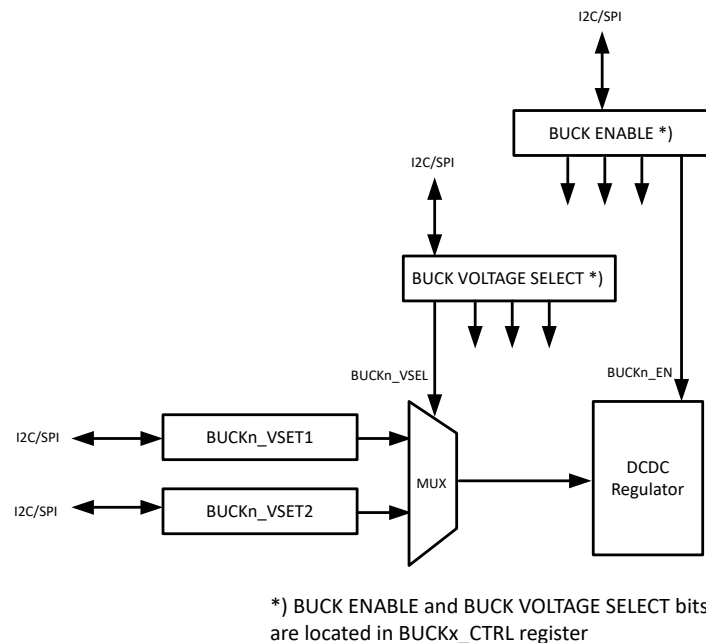 I2C/SPI
BUCK ENABLE *)
I2C/SPI
BUCK VOLTAGE SELECT *)
BUCKn_VSEL
BUCKn_EN
I2C/SPI
BUCKn_VSET1
MUX
DCDC
Regulator
I2C/SPI
BUCKn_VSET2
*) BUCK ENABLE and BUCK VOLTAGE SELECT bits
are located in BUCKx_CTRL register